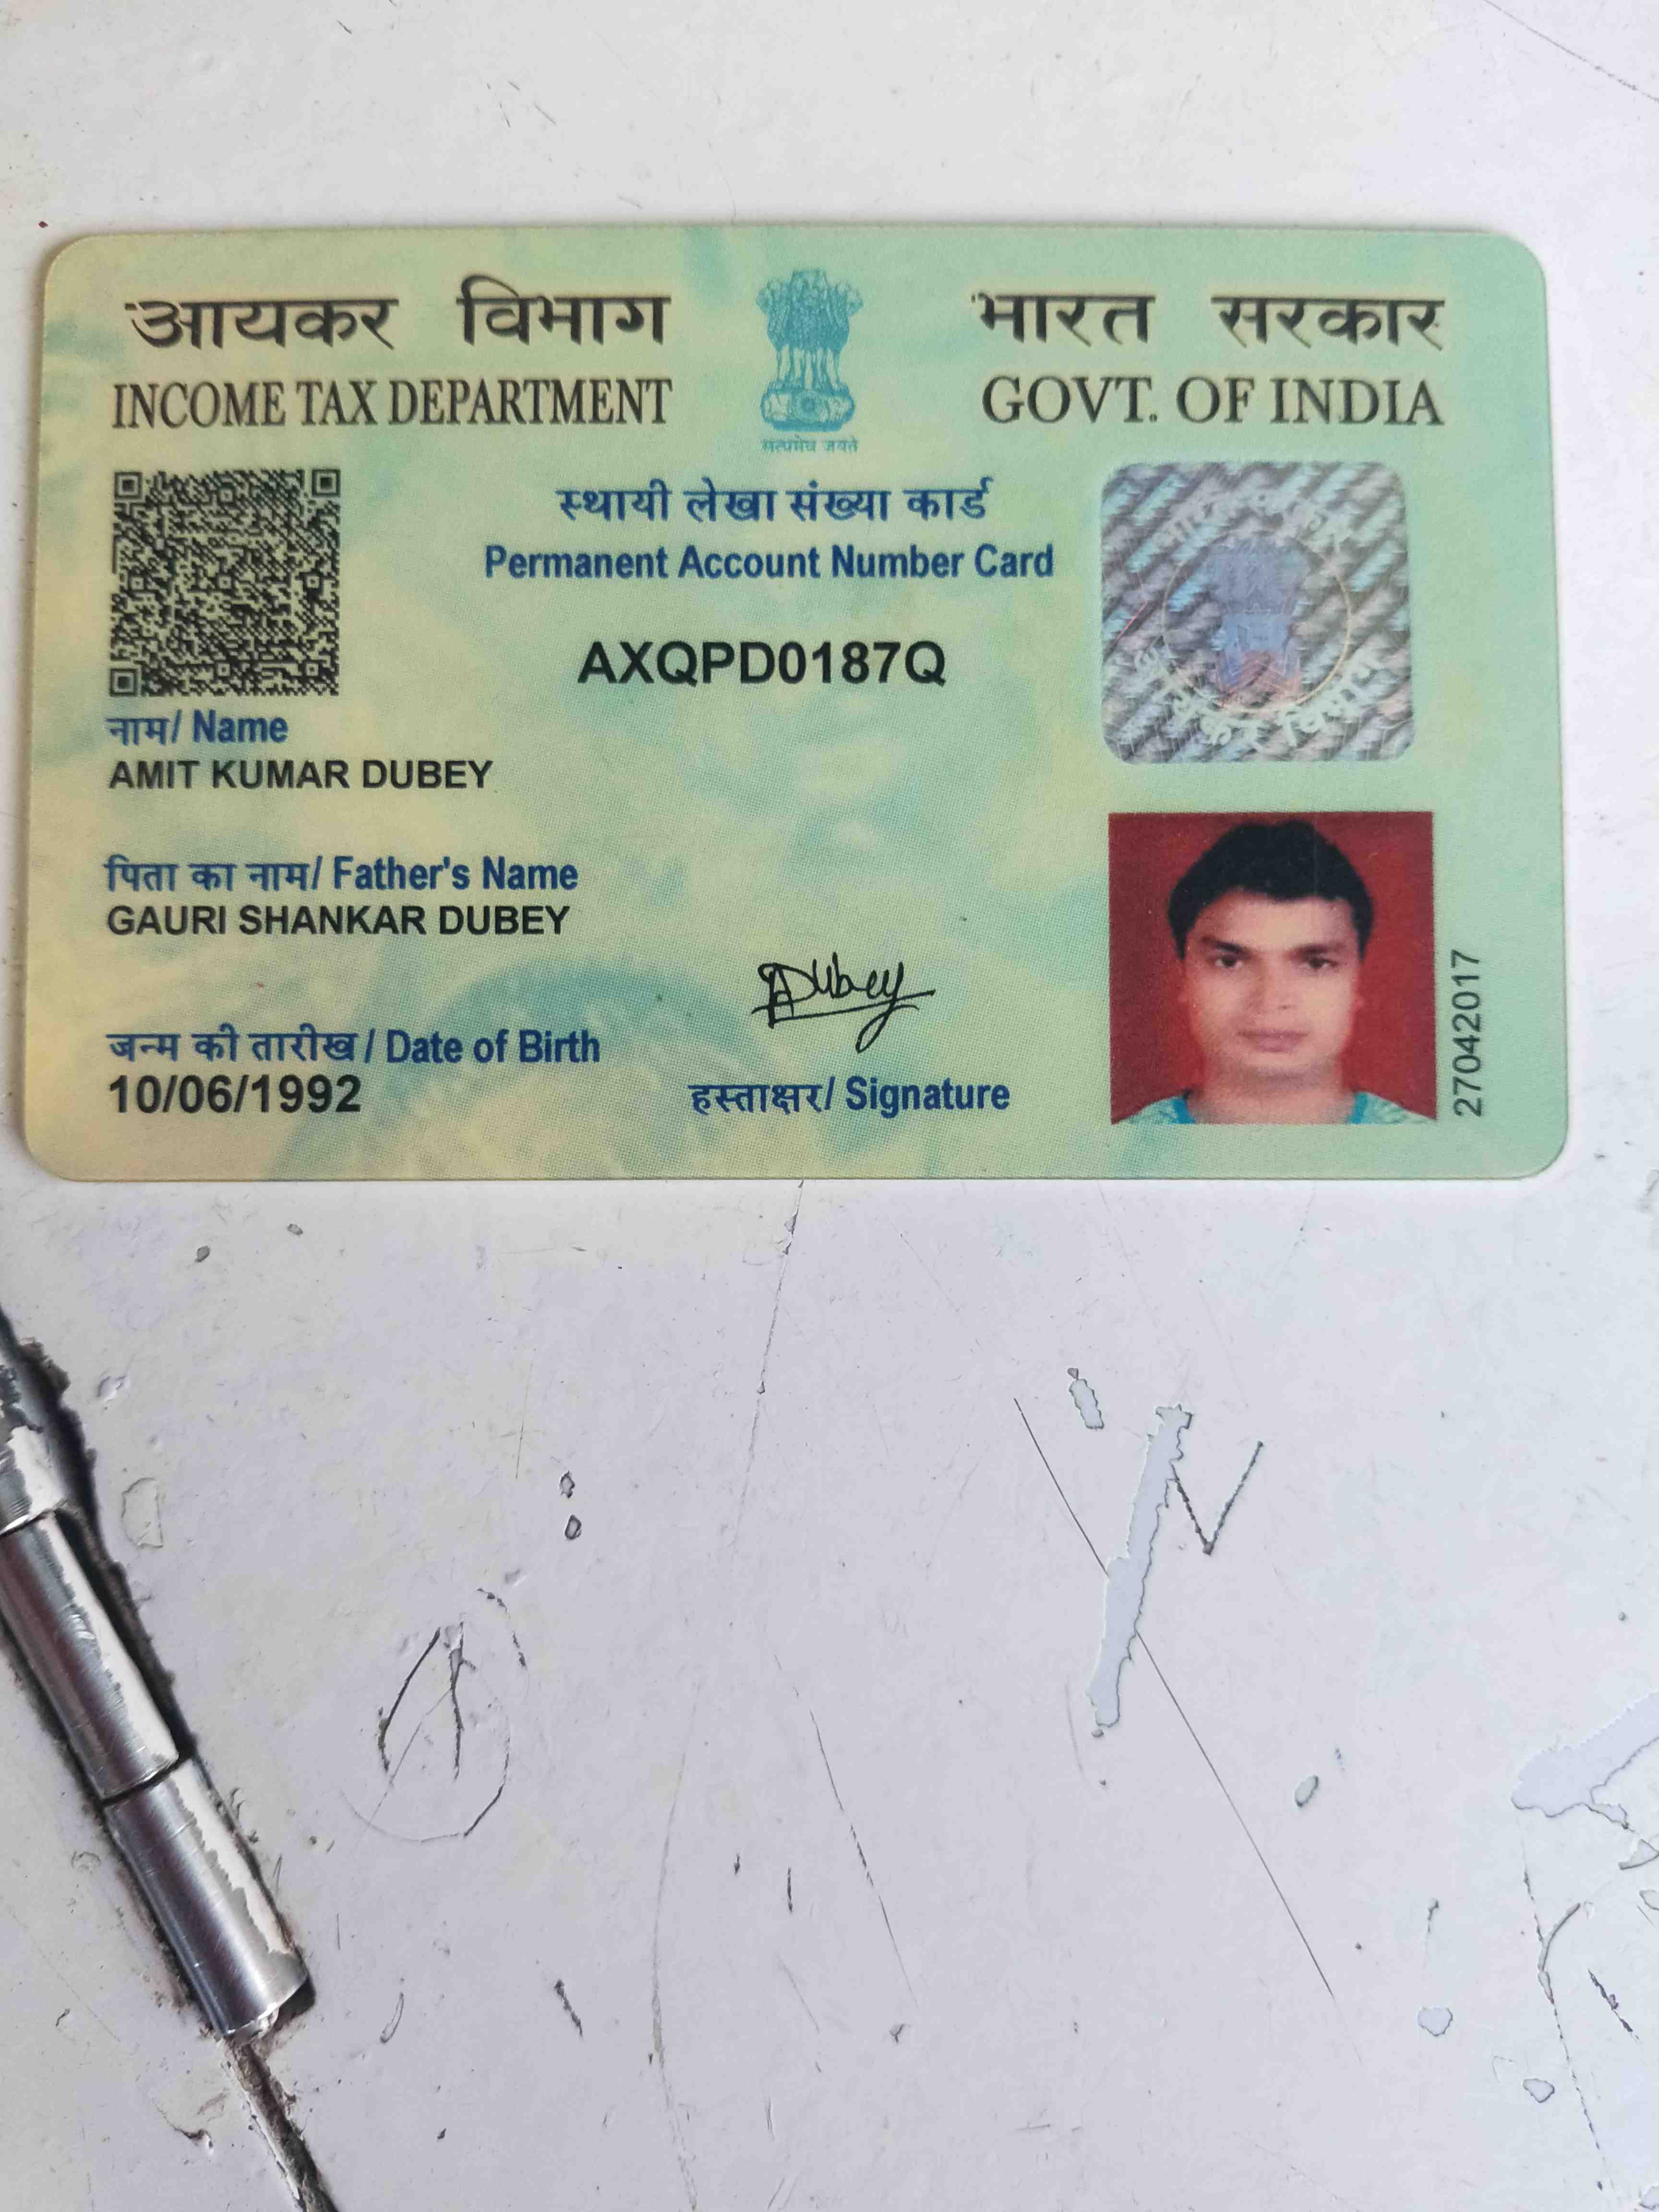 आयकर विभाग
INCOME TAX DEPARTMENT
भारत सरकार
GOVT. OF INDIA
सत्यमेव जयते
स्थायी लेखा संख्या कार्ड
Permanent Account Number Card
AXQPD0187Q
नाम/ Name
AMIT KUMAR DUBEY
पिता का नाम/ Father's Name
GAURI SHANKAR DUBEY
जन्म की तारीख / Date of Birth
10/06/1992
ADubey
हस्ताक्षर/ Signature
27042017